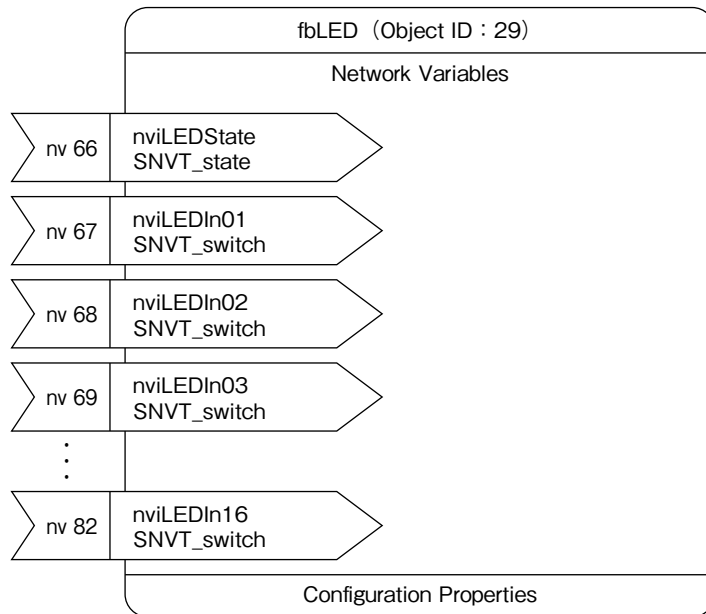 fbLED（Object ID：29）
Network Variables
nv 66
nviLEDState
SNVT_state
nv 67
nviLEDIn01
SNVT_switch
nv 68
nviLEDIn02
SNVT_switch
nv 69
nviLEDIn03
SNVT_switch
nv 82
nviLEDIn16
SNVT_switch
Configuration Properties